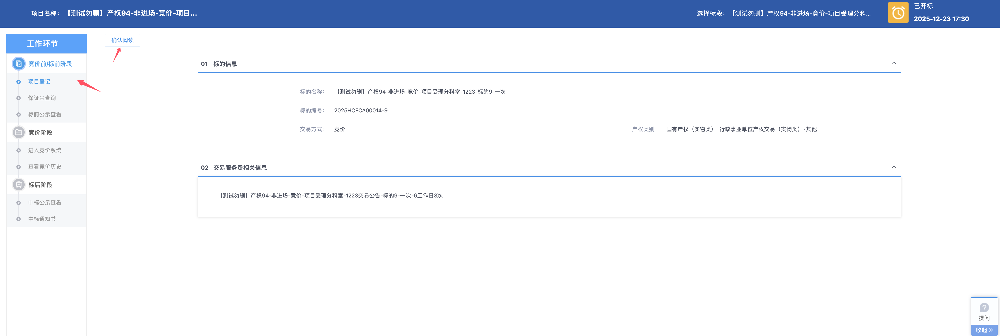 项目名称： 【测试勿删】产权94-非进场-竞价-项目...
选择标段： 【测试勿删】产权94-非进场-竞价-项目受理分科...
已开标
2025-12-23 17:30
工作环节
竞价前/标前阶段
项目登记
保证金查询
标前公示查看
竞价阶段
进入竞价系统
查看竞价历史
标后阶段
中标公示查看
中标通知书
确认阅读
01 标的信息
标的名称： 【测试勿删】产权94-非进场-竞价-项目受理分科室-1223-标的9-一次
标的编号： 2025HCFCA00014-9
交易方式： 竞价
产权类别： 国有产权（实物类）·行政事业单位产权交易（实物类）·其他
02 交易服务费相关信息
【测试勿删】产权94-非进场-竞价-项目受理分科室-1223交易公告-标的9-一次-6工作日3次
提问
收起